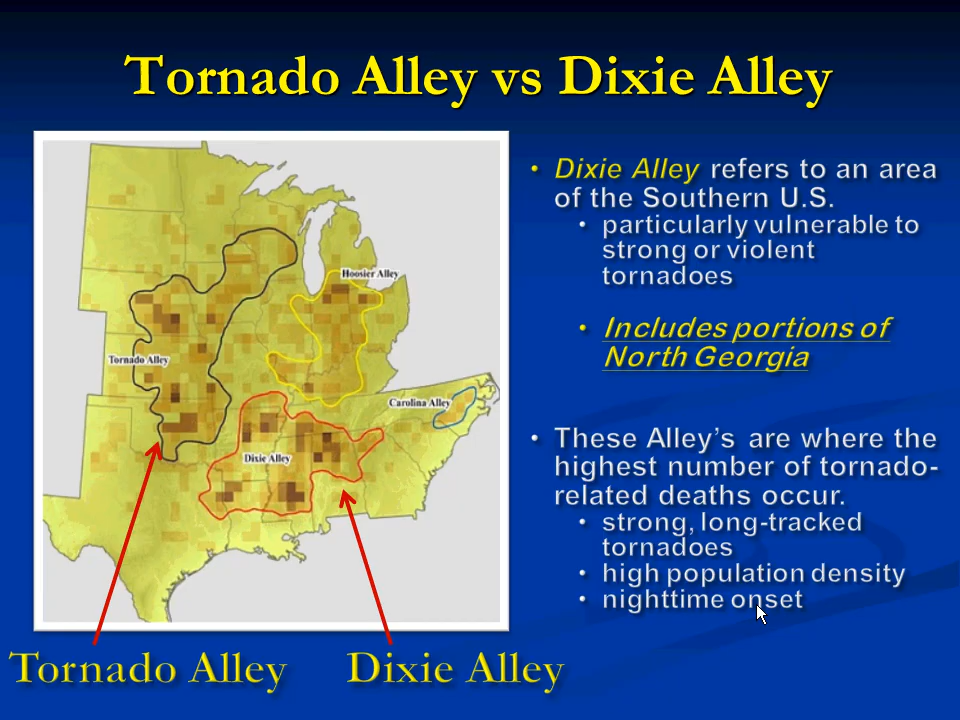 Tornado Alley vs Dixie Alley
Hoosier Alley
Tornado Alley
Carolina Alley
Dixie Alley
Tornado Alley
Dixie Alley
• Dixie Alley refers to an area
of the Southern U.S.
• particularly vulnerable to
strong or violent
tornadoes
• Includes portions of
North Georgia
• These Alley's are where the
highest number of tornado-
related deaths occur.
• strong, long-tracked
tornadoes
• high population density
• nighttime onset